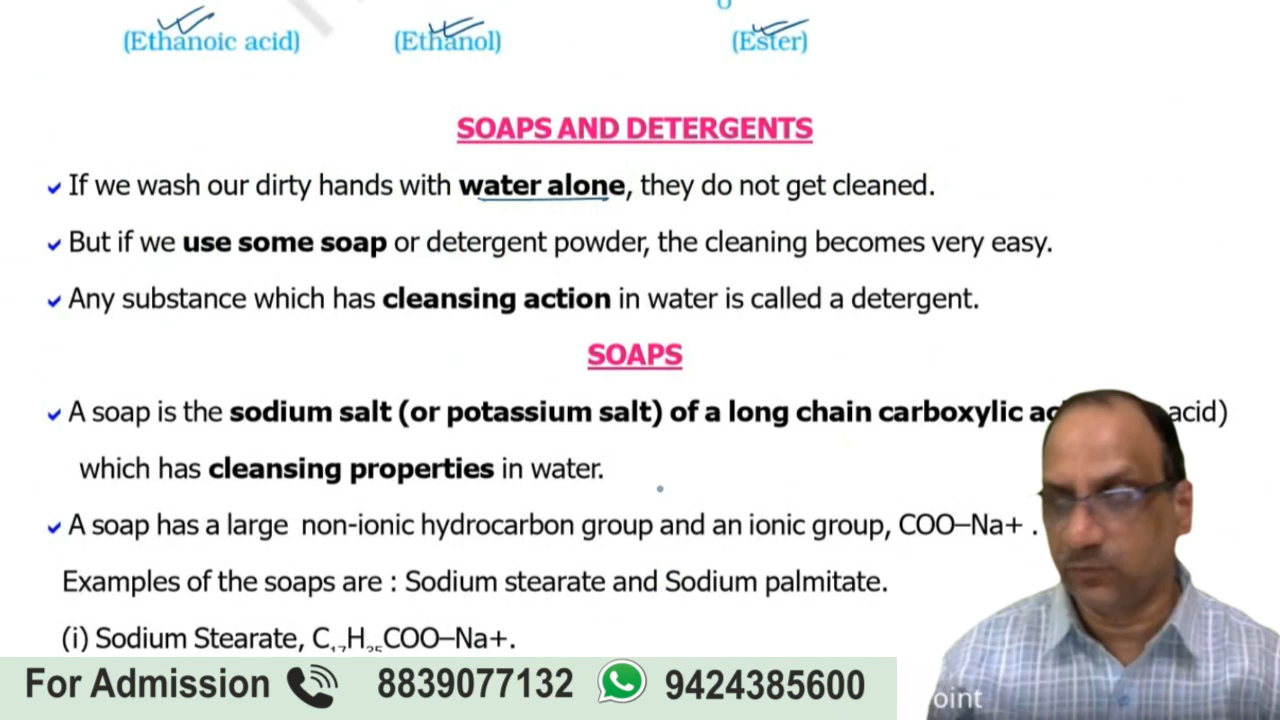 o
(Ethanoic acid) (Ethanol) (Ester)
SOAPS AND DETERGENTS
If we wash our dirty hands with water alone, they do not get cleaned.
But if we use some soap or detergent powder, the cleaning becomes very easy.
Any substance which has cleansing action in water is called a detergent.
SOAPS
A soap is the sodium salt (or potassium salt) of a long chain carboxylic acid)
which has cleansing properties in water.
A soap has a large non-ionic hydrocarbon group and an ionic group, COO–Na+ .
Examples of the soaps are : Sodium stearate and Sodium palmitate.
(i) Sodium Stearate, C₁₇H₃₅COO–Na+.
For Admission 8839077132 9424385600
oint